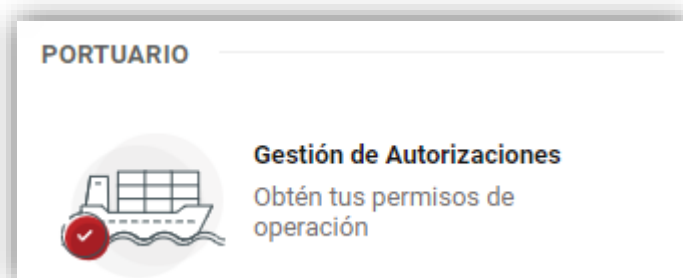 PORTUARIO
Gestión de Autorizaciones
Obtén tus permisos de
operación